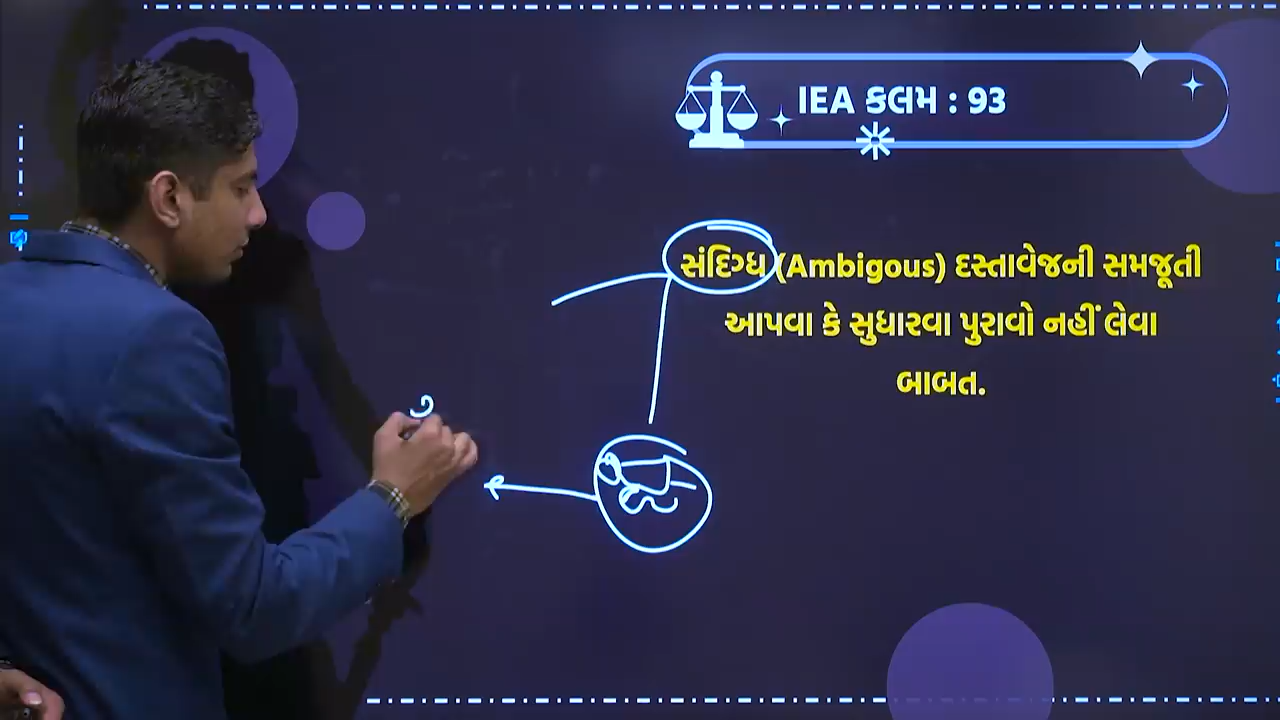 IEA કલમ : 93
સંદિગ્ધ (Ambigous) દસ્તાવેજની સમજૂતી
આપવા કે સુધારવા પુરાવો નહીં લેવા
બાબત.